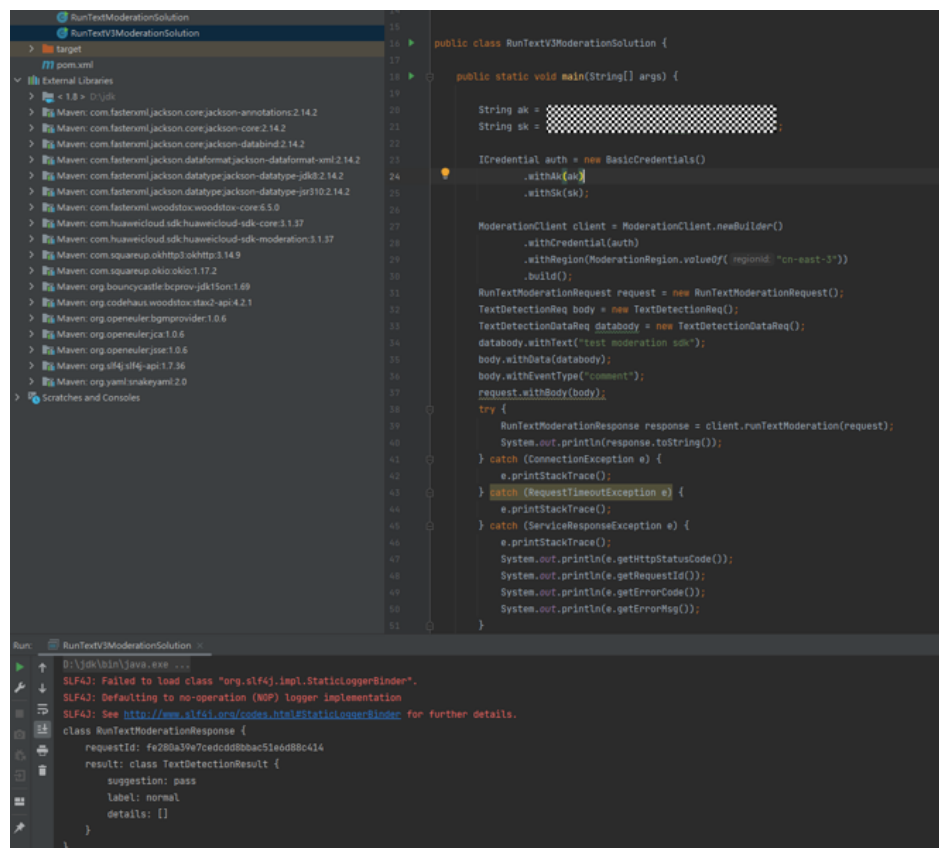 RunTextModerationSolution
RunTextV3ModerationSolution
target
pom.xml
External Libraries
< 1.8 > D:\jdk
Maven: com.fasterxml.jackson.core:jackson-annotations:2.14.2
Maven: com.fasterxml.jackson.core:jackson-core:2.14.2
Maven: com.fasterxml.jackson.core:jackson-databind:2.14.2
Maven: com.fasterxml.jackson.dataformat:jackson-dataformat-xml:2.14.2
Maven: com.fasterxml.jackson.datatype:jackson-datatype-jdk8:2.14.2
Maven: com.fasterxml.jackson.datatype:jackson-datatype-jsr310:2.14.2
Maven: com.fasterxml.woodstox:woodstox-core:6.5.0
Maven: com.huaweicloud.sdk:huaweicloud-sdk-core:3.1.37
Maven: com.huaweicloud.sdk:huaweicloud-sdk-moderation:3.1.37
Maven: com.squareup.okhttp3:okhttp:3.14.9
Maven: com.squareup.okio:okio:1.17.2
Maven: org.bouncycastle:bcprov-jdk15on:1.69
Maven: org.codehaus.woodstox:stax2-api:4.2.1
Maven: org.openeuler:bgmprovider:1.0.6
Maven: org.openeuler:jca:1.0.6
Maven: org.openeuler:jsse:1.0.6
Maven: org.slf4j:slf4j-api:1.7.36
Maven: org.yaml:snakeyaml:2.0
Scratches and Consoles
15
16 public class RunTextV3ModerationSolution {
17
18 public static void main(String[] args) {
19
20 String ak =
21 String sk = ;
22
23 ICredential auth = new BasicCredentials()
24 .withAk(ak)
25 .withSk(sk);
26
27 ModerationClient client = ModerationClient.newBuilder()
28 .withCredential(auth)
29 .withRegion(ModerationRegion.valueOf( regionId: "cn-east-3"))
30 .build();
31 RunTextModerationRequest request = new RunTextModerationRequest();
32 TextDetectionReq body = new TextDetectionReq();
33 TextDetectionDataReq databody = new TextDetectionDataReq();
34 databody.withText("test moderation sdk");
35 body.withData(databody);
36 body.withEventType("comment");
37 request.withBody(body);
38 try {
39 RunTextModerationResponse response = client.runTextModeration(request);
40 System.out.println(response.toString());
41 } catch (ConnectionException e) {
42 e.printStackTrace();
43 } catch (RequestTimeoutException e) {
44 e.printStackTrace();
45 } catch (ServiceResponseException e) {
46 e.printStackTrace();
47 System.out.println(e.getHttpStatusCode());
48 System.out.println(e.getRequestId());
49 System.out.println(e.getErrorCode());
50 System.out.println(e.getErrorMsg());
51 }
Run: RunTextV3ModerationSolution ×
D:\jdk\bin\java.exe ...
SLF4J: Failed to load class "org.slf4j.impl.StaticLoggerBinder".
SLF4J: Defaulting to no-operation (NOP) logger implementation
SLF4J: See http://www.slf4j.org/codes.html#StaticLoggerBinder for further details.
class RunTextModerationResponse {
requestId: fe280a39e7cedcdd8bbac51e6d88c414
result: class TextDetectionResult {
suggestion: pass
label: normal
details: []
}
}